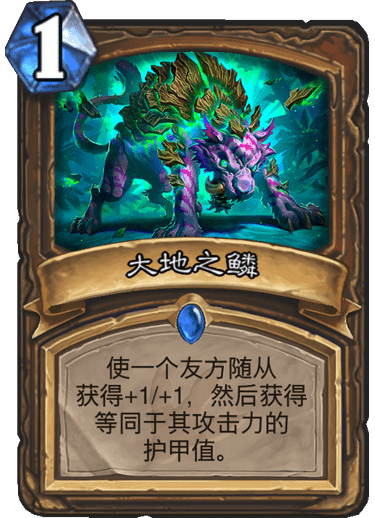 1
大地之鳞
使一个友方随从
获得+1/+1，然后获得
等同于其攻击力的
护甲值。